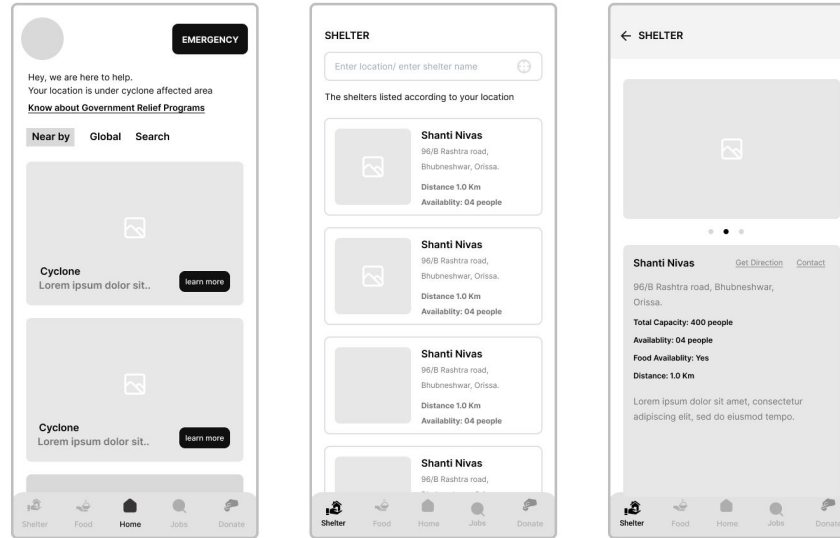 EMERGENCY
Hey, we are here to help.
Your location is under cyclone affected area
Know about Government Relief Programs
Near by Global Search
Cyclone
Lorem ipsum dolor sit..
learn more
Cyclone
Lorem ipsum dolor sit..
learn more
Shelter Food Home Jobs Donate
SHELTER
Enter location/ enter shelter name
The shelters listed according to your location
Shanti Nivas
96/B Rashtra road,
Bhubneshwar, Orissa.
Distance 1.0 Km
Availablity: 04 people
Shanti Nivas
96/B Rashtra road,
Bhubneshwar, Orissa.
Distance 1.0 Km
Availablity: 04 people
Shanti Nivas
96/B Rashtra road,
Bhubneshwar, Orissa.
Distance 1.0 Km
Availablity: 04 people
Shanti Nivas
96/B Rashtra road,
Shelter Food Home Jobs Donate
SHELTER
Shanti Nivas Get Direction Contact
96/B Rashtra road, Bhubneshwar,
Orissa.
Total Capacity: 400 people
Availablity: 04 people
Food Availablity: Yes
Distance: 1.0 Km
Lorem ipsum dolor sit amet, consectetur
adipiscing elit, sed do eiusmod tempo.
Shelter Food Home Jobs Donate